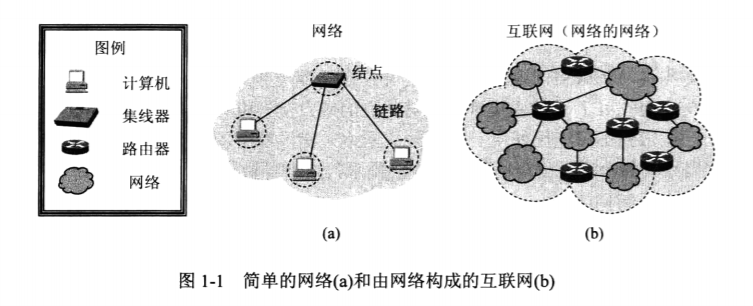 图例
计算机
集线器
路由器
网络
网络
结点
链路
(a)
互联网（网络的网络）
(b)
图 1-1 简单的网络(a)和由网络构成的互联网(b)